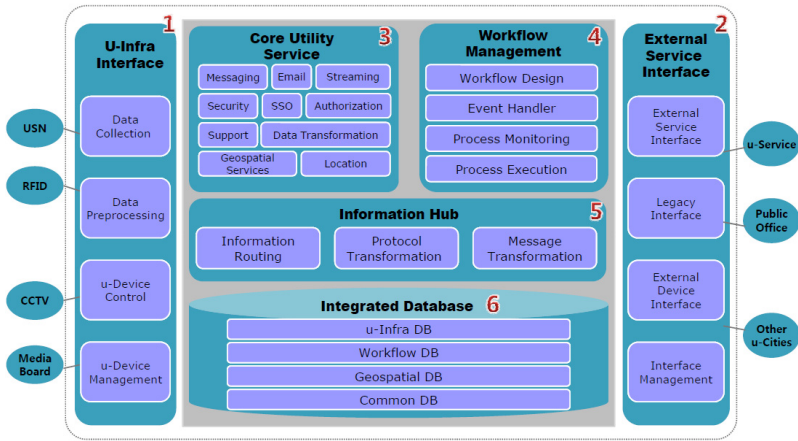 1
U-Infra
Interface
Data
Collection
Data
Preprocessing
u-Device
Control
u-Device
Management
USN
RFID
CCTV
Media
Board
3
Core Utility
Service
Messaging
Email
Streaming
Security
SSO
Authorization
Support
Data Transformation
Geospatial
Services
Location
4
Workflow
Management
Workflow Design
Event Handler
Process Monitoring
Process Execution
5
Information Hub
Information
Routing
Protocol
Transformation
Message
Transformation
Integrated Database 6
u-Infra DB
Workflow DB
Geospatial DB
Common DB
2
External
Service
Interface
External
Service
Interface
Legacy
Interface
External
Device
Interface
Interface
Management
u-Service
Public
Office
Other
u-Cities